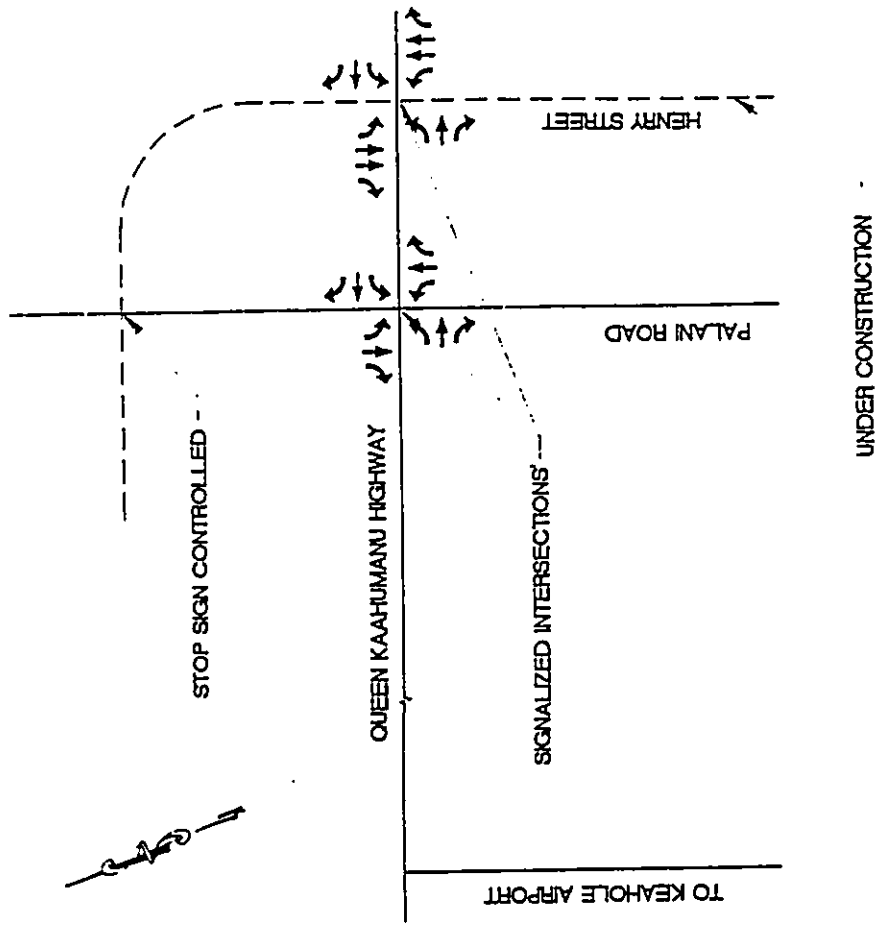 HENRY STREET
PALANI ROAD
STOP SIGN CONTROLLED
QUEEN KAAHUMANU HIGHWAY
SIGNALIZED INTERSECTIONS
TO KEAHOLE AIRPORT
UNDER CONSTRUCTION